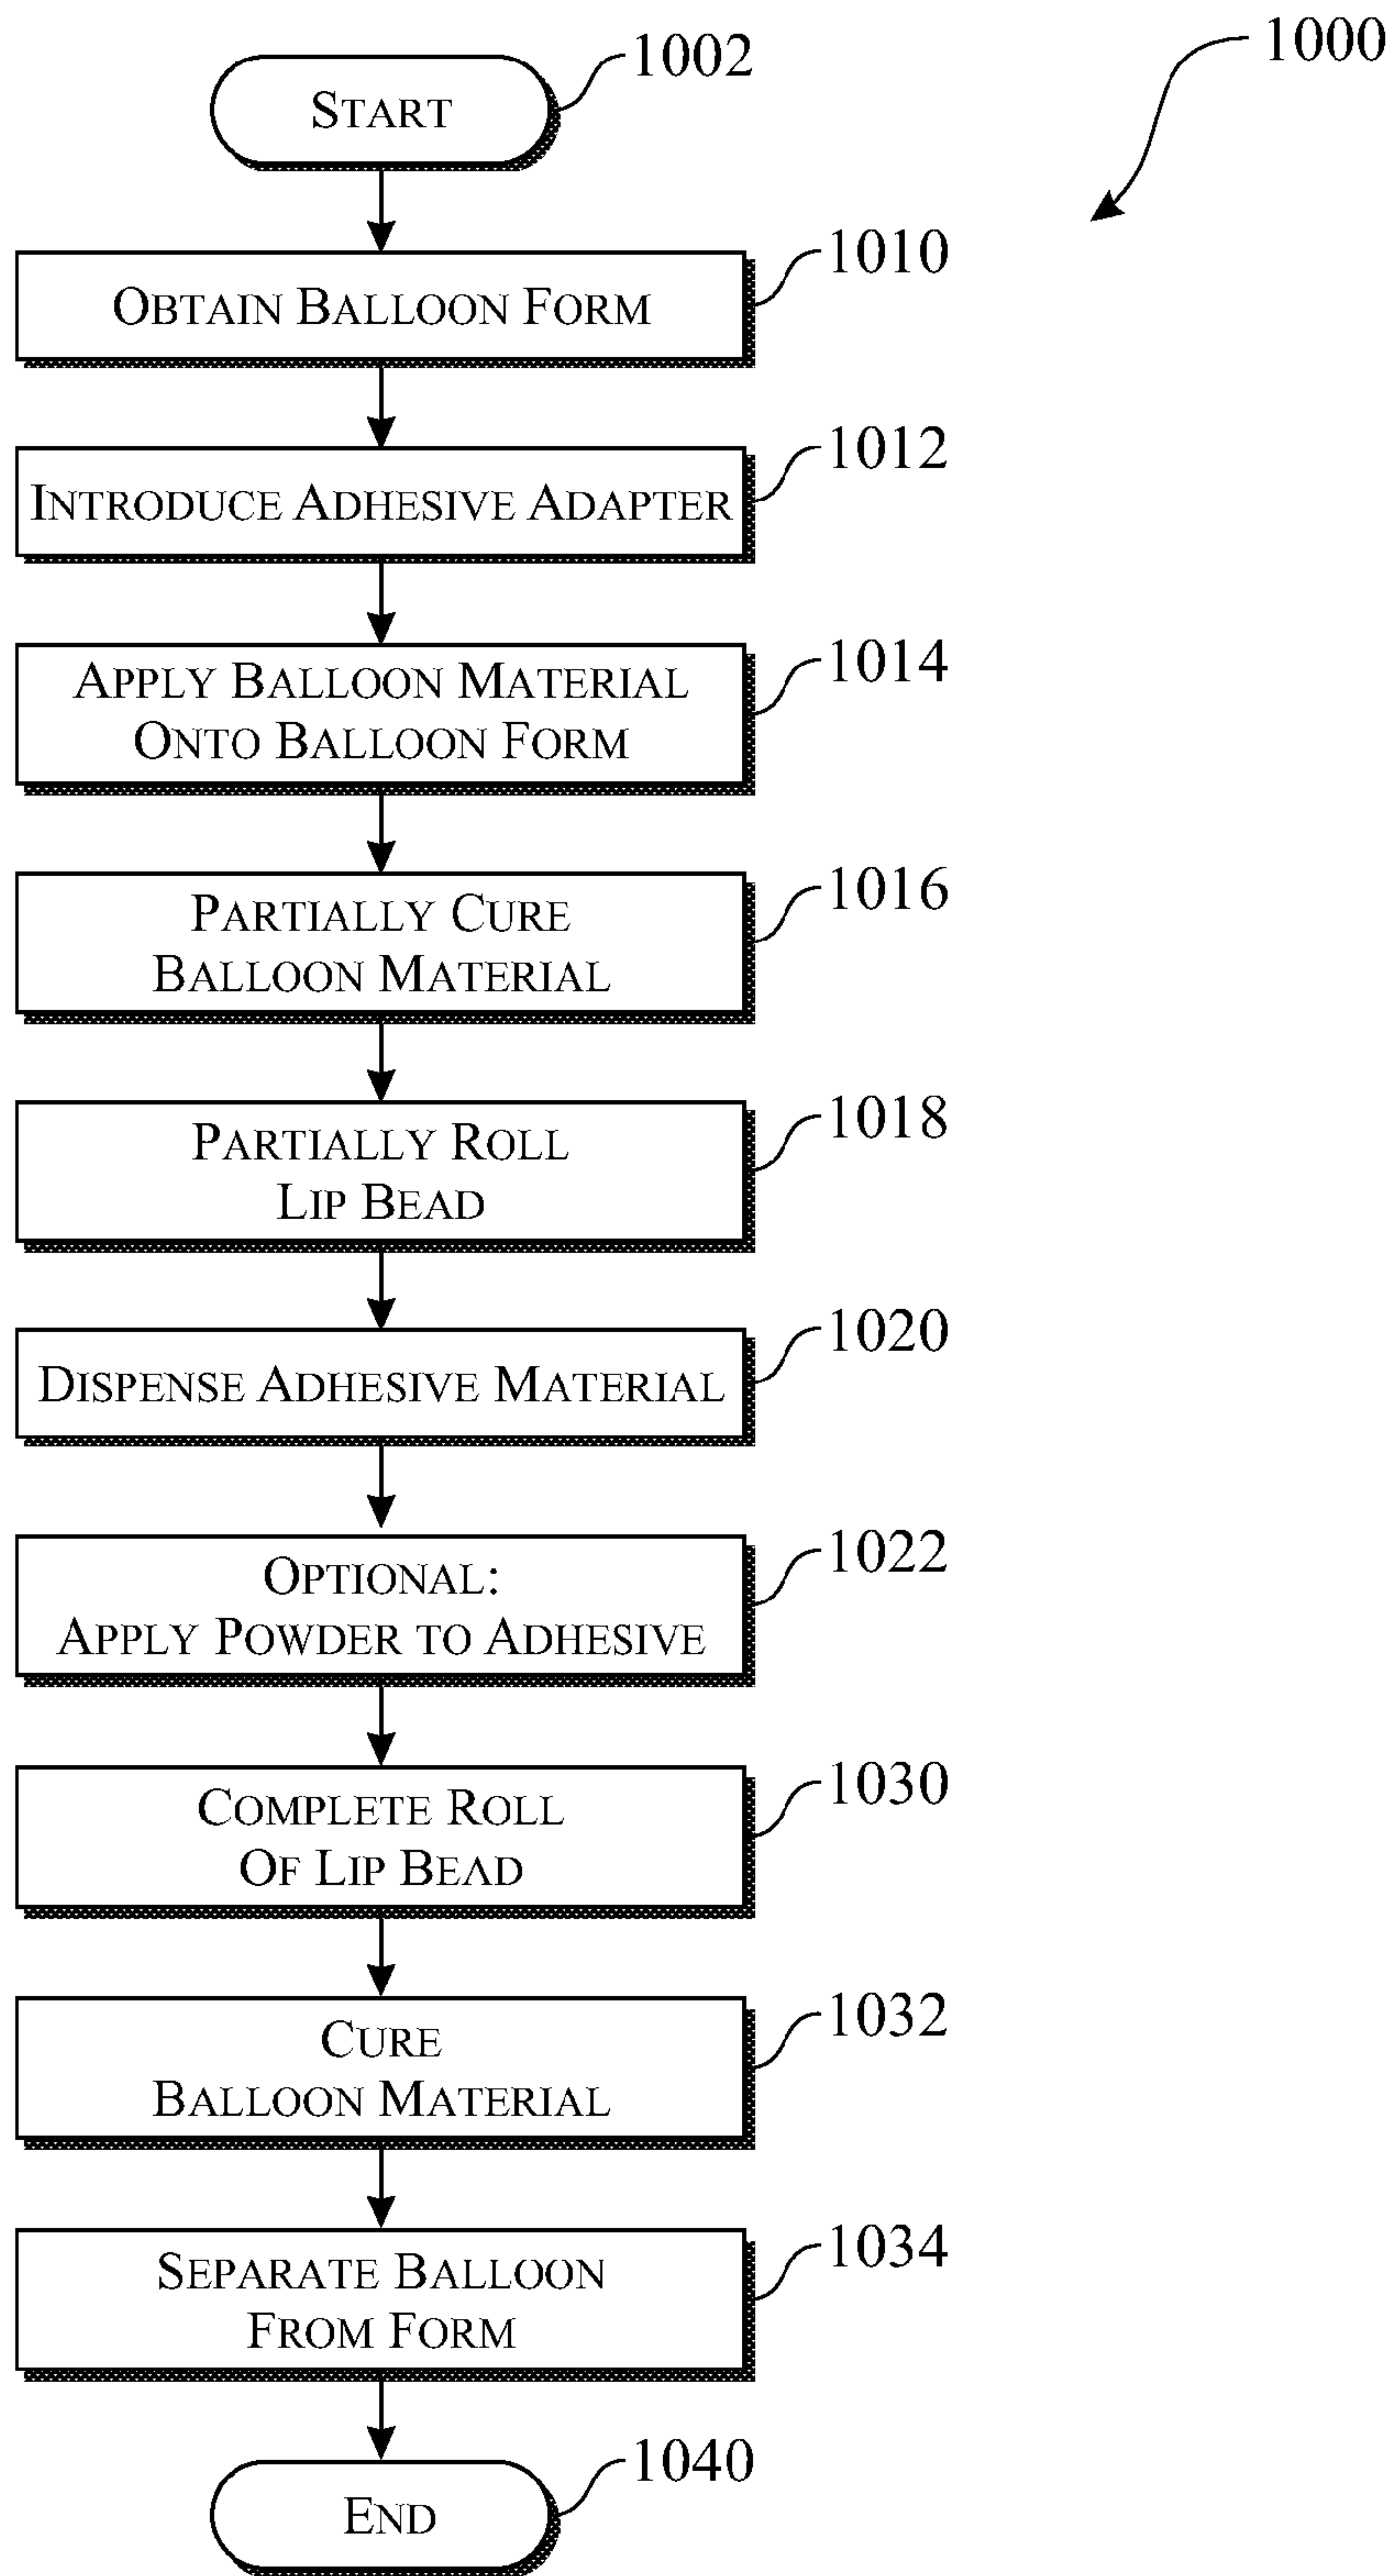 1000
START
1002
OBTAIN BALLOON FORM
1010
INTRODUCE ADHESIVE ADAPTER
1012
APPLY BALLOON MATERIAL
ONTO BALLOON FORM
1014
PARTIALLY CURE
BALLOON MATERIAL
1016
PARTIALLY ROLL
LIP BEAD
1018
DISPENSE ADHESIVE MATERIAL
1020
OPTIONAL:
APPLY POWDER TO ADHESIVE
1022
COMPLETE ROLL
OF LIP BEAD
1030
CURE
BALLOON MATERIAL
1032
SEPARATE BALLOON
FROM FORM
1034
END
1040